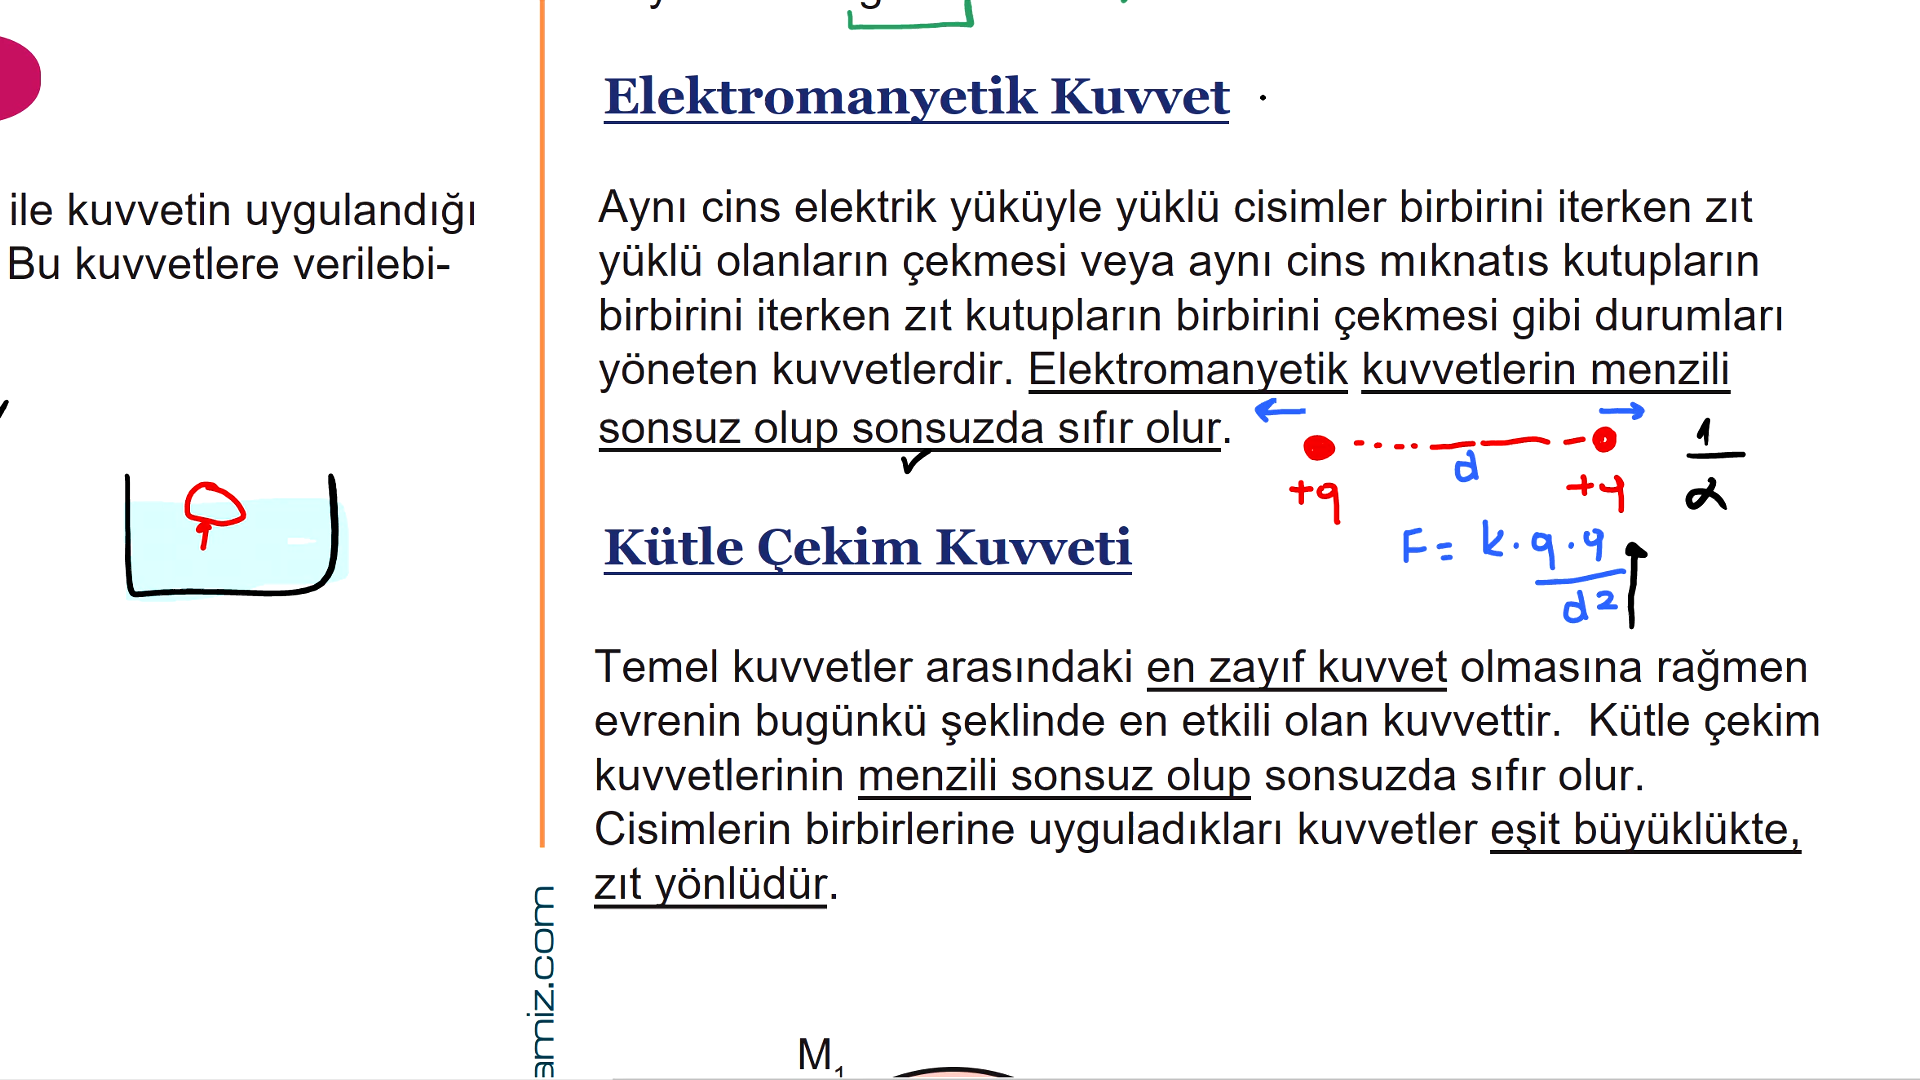 ile kuvvetin uygulandığı
Bu kuvvetlere verilebi-
Elektromanyetik Kuvvet
Aynı cins elektrik yüküyle yüklü cisimler birbirini iterken zıt
yüklü olanların çekmesi veya aynı cins mıknatıs kutupların
birbirini iterken zıt kutupların birbirini çekmesi gibi durumları
yöneten kuvvetlerdir. Elektromanyetik kuvvetlerin menzili
sonsuz olup sonsuzda sıfır olur.
d
+q
+q
F = k.q.q
d²
1
Kütle Çekim Kuvveti
Temel kuvvetler arasındaki en zayıf kuvvet olmasına rağmen
evrenin bugünkü şeklinde en etkili olan kuvvettir. Kütle çekim
kuvvetlerinin menzili sonsuz olup sonsuzda sıfır olur.
Cisimlerin birbirlerine uyguladıkları kuvvetler eşit büyüklükte,
zıt yönlüdür.
M₁
amiz.com